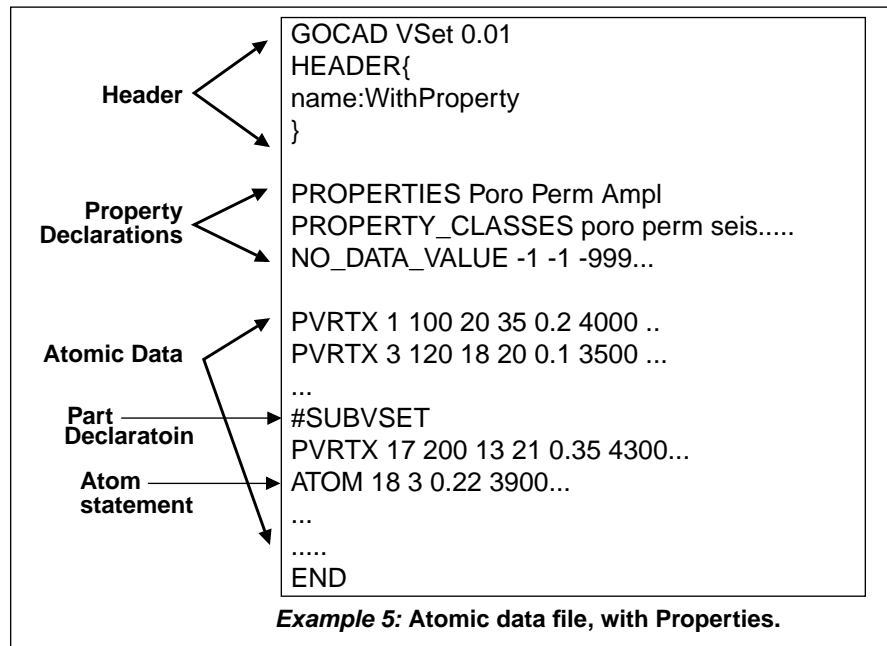 GOCAD VSet 0.01
HEADER{
Header
name:WithProperty
}
PROPERTIES Poro Perm Ampl
Property
Declarations
PROPERTY_CLASSES poro perm seis.....
NO_DATA_VALUE -1 -1 -999...
PVRTX 1 100 20 35 0.2 4000 ..
Atomic Data
PVRTX 3 120 18 20 0.1 3500 ...
...
Part
Declaratoin
#SUBVSET
PVRTX 17 200 13 21 0.35 4300...
Atom
statement
ATOM 18 3 0.22 3900...
...
.....
END
Example 5: Atomic data file, with Properties.